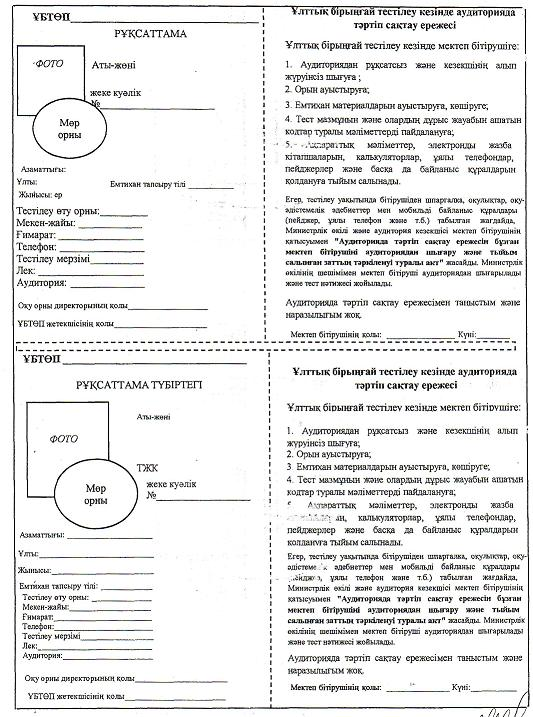 ҰБТӨП
РҰҚСАТТАМА
ФОТО
Аты-жөні
жеке куәлік
№
Мөр
орны
Азаматтығы:
Ұлты:
Емтихан тапсыру тілі
Жынысы: ер
Тестілеу өту орны:
Мекен-жайы:
Ғимарат:
Телефон:
Тестілеу мерзімі
Лек:
Аудитория:
Оқу орны директорының қолы
ҰБТӨП жетекшісінің қолы
Ұлттық бірыңғай тестілеу кезінде аудиторияда
тәртіп сақтау ережесі
Ұлттық бірыңғай тестілеу кезінде мектеп бітірушіге:
1. Аудиториядан рұқсатсыз және кезекшінің алып
жүруінсіз шығуға ;
2. Орын ауыстыруға;
3. Емтихан материалдарын ауыстыруға, көшіруге;
4. Тест мазмұнын және олардың дұрыс жауабын ашатын
кодтар туралы мәліметтерді пайдалануға;
5. мәліметтер, электронды жазба
кітапшаларын, калькуляторлар, ұялы телефондар,
пейджерлер және басқа да байланыс құралдарын
қолдануға тыйым салынады.
Егер, тестілеу уақытында бітірушіден шпаргалка, оқулықтар, оқу-
әдістемелік әдебиеттер мен мобильді байланыс құралдары
(пейджер, ұялы телефон және т.б.) табылған жағдайда,
Министрлік өкілі және аудитория кезекшісі мектеп бітірушінің
қатысуымен "Аудиторияда тәртіп сақтау ережесін бұзған
мектеп бітірушіні аудиториядан шығару және тыйым
салынған заттың тәркіленуі туралы акт" жасайды. Министрлік
өкілінің шешімімен мектеп бітіруші аудиториядан шығарылады
және тест нәтижесі жойылады.
Аудиторияда тәртіп сақтау ережесімен таныстым және
наразылығым жоқ.
Мектеп бітірушінің қолы: Күні:
ҰБТӨП
РҰҚСАТТАМА ТҮБІРТЕГІ
ФОТО
Аты-жөні
ТЖК
жеке куәлік
№
Мөр
орны
Азаматтығы:
Ұлты:
Жынысы:
Емтихан тапсыру тілі:
Тестілеу өту орны:
Мекен-жайы:
Ғимарат:
Телефон:
Тестілеу мерзімі
Лек:
Аудитория:
Оқу орны директорының қолы
ҰБТӨП жетекшісінің қолы
Ұлттық бірыңғай тестілеу кезінде аудиторияда
тәртіп сақтау ережесі
Ұлттық бірыңғай тестілеу кезінде мектеп бітірушіге:
1. Аудиториядан рұқсатсыз және кезекшінің алып
жүруінсіз шығуға;
2. Орын ауыстыруға;
3 Емтихан материалдарын ауыстыруға, көшіруге;
4. Тест мазмұнын және олардың дұрыс жауабын ашатын
кодтар туралы мәліметтерді пайдалануға;
Ақпараттық мәліметтер, электронды жазба
калькуляторлар, ұялы телефондар,
пейджерлер және басқа да байланыс құралдарын
қолдануға тыйым салынады.
Егер, тестілеу уақытында бітірушіден шпаргалка, оқулықтар, оқу-
әдістемелік әдебиеттер мен мобильді байланыс құралдары
(пейджер, ұялы телефон және т.б.) табылған жағдайда,
Министрлік өкілі және аудитория кезекшісі мектеп бітірушінің
қатысуымен "Аудиторияда тәртіп сақтау ережесін бұзған
мектеп бітірушіні аудиториядан шығару және тыйым
салынған заттың тәркіленуі туралы акт" жасайды. Министрлік
өкілінің шешімімен мектеп бітіруші аудиториядан шығарылады
және тест нәтижесі жойылады.
Аудиторияда тәртіп сақтау ережесімен таныстым және
наразылығым жоқ.
Мектеп бітірушінің қолы: Күні: